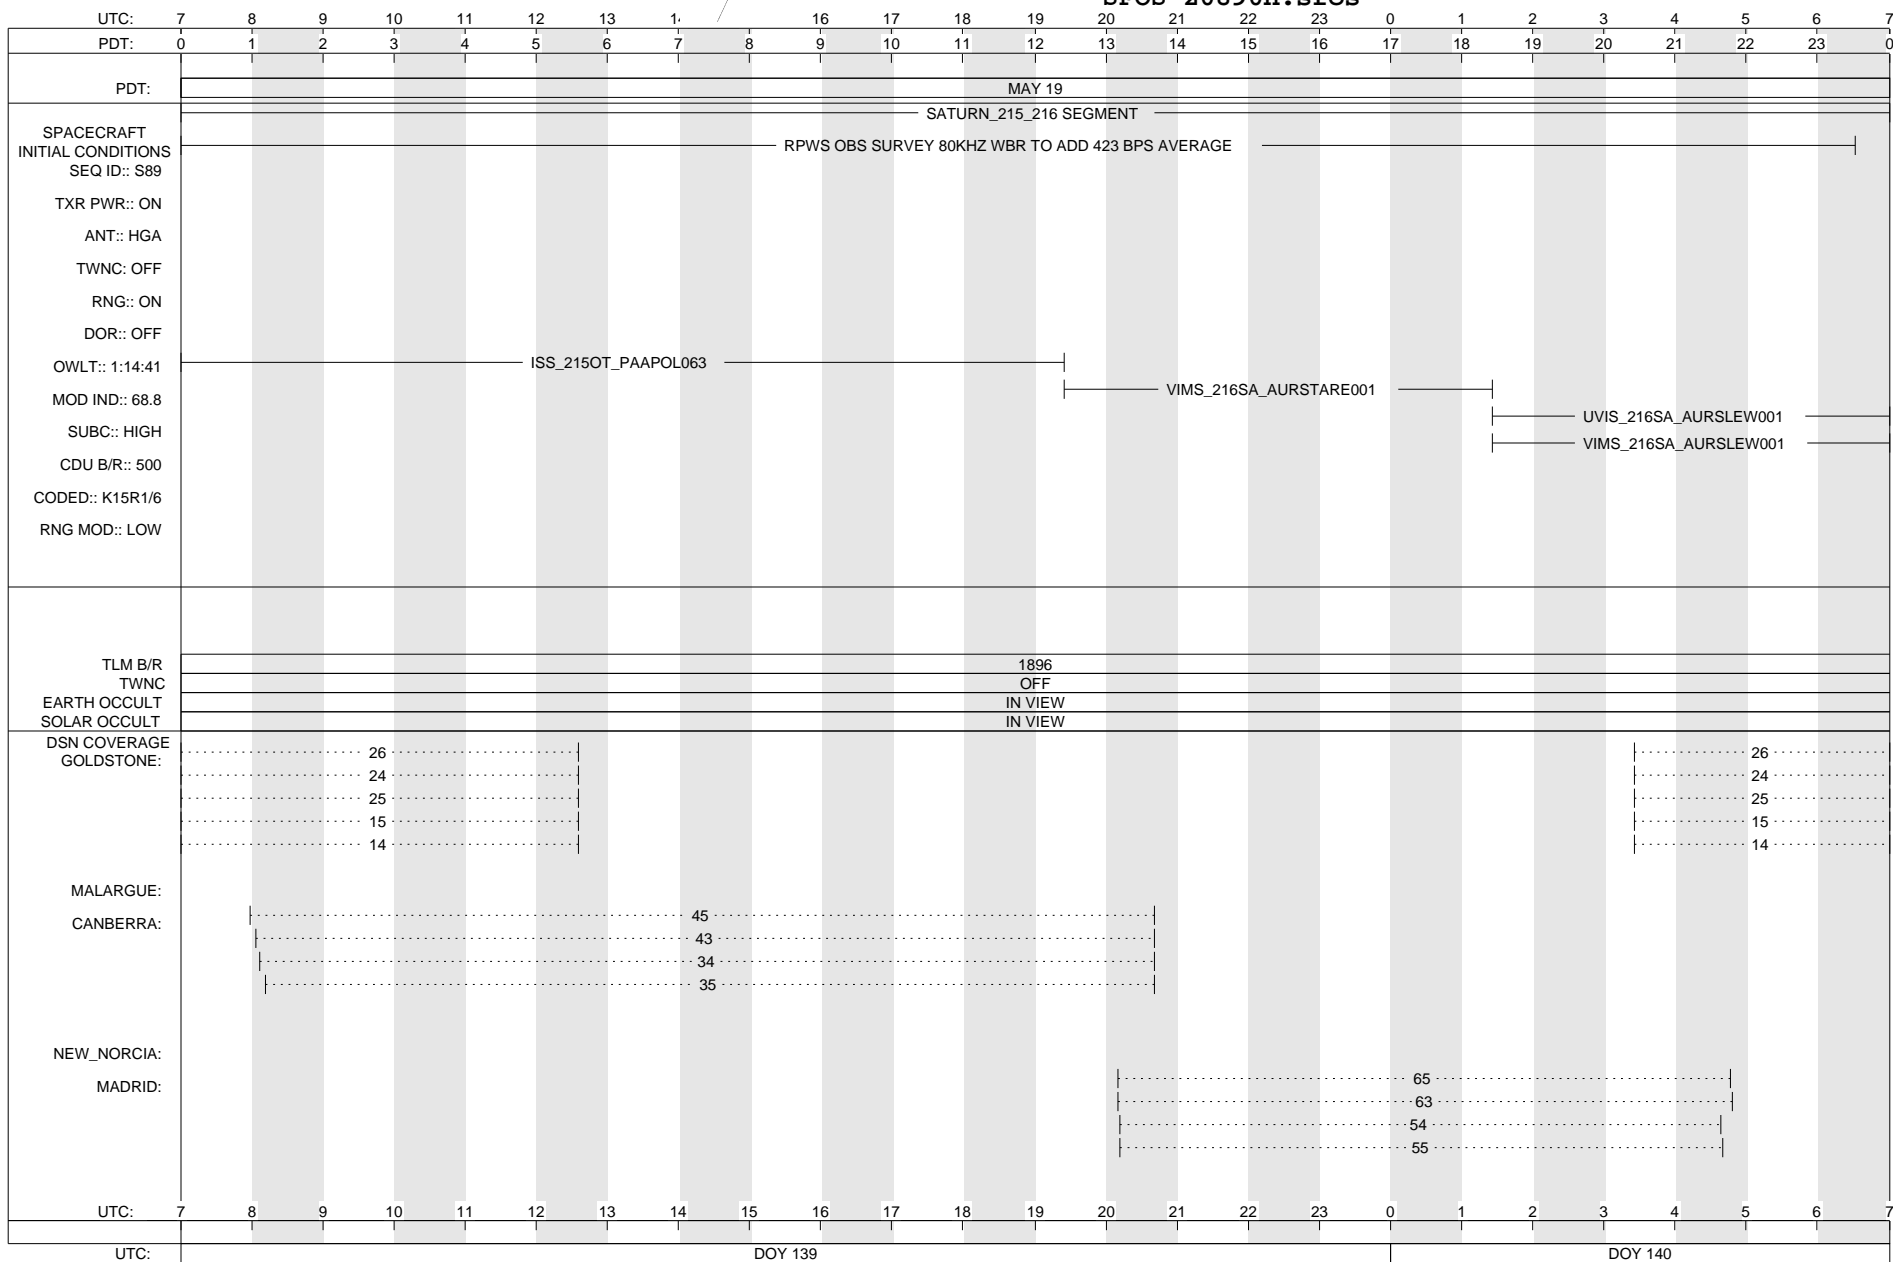 UTC: 7 8 9 10 11 12 13 16 17 18 19 20 21 22 23 0 1 2 3 4 5 6 7
PDT: 0 1 2 3 4 5 6 7 8 9 10 11 12 13 14 15 16 17 18 19 20 21 22 23 0
PDT: MAY 19
SATURN_215_216 SEGMENT
SPACECRAFT
INITIAL CONDITIONS
RPWS OBS SURVEY 80KHZ WBR TO ADD 423 BPS AVERAGE
SEQ ID:: S89
TXR PWR:: ON
ANT:: HGA
TWNC: OFF
RNG:: ON
DOR:: OFF
OWLT:: 1:14:41
ISS_215OT_PAAPOL063
MOD IND:: 68.8
VIMS_216SA_AURSTARE001
UVIS_216SA_AURSLEW001
SUBC:: HIGH
VIMS_216SA_AURSLEW001
CDU B/R:: 500
CODED:: K15R1/6
RNG MOD:: LOW
TLM B/R 1896
TWNC OFF
EARTH OCCULT IN VIEW
SOLAR OCCULT IN VIEW
DSN COVERAGE
GOLDSTONE:
26 26
24 24
25 25
15 15
14 14
MALARGUE:
CANBERRA:
45
43
34
35
NEW_NORCIA:
MADRID:
65
63
54
55
UTC: 7 8 9 10 11 12 13 14 15 16 17 18 19 20 21 22 23 0 1 2 3 4 5 6 7
UTC: DOY 139 DOY 140